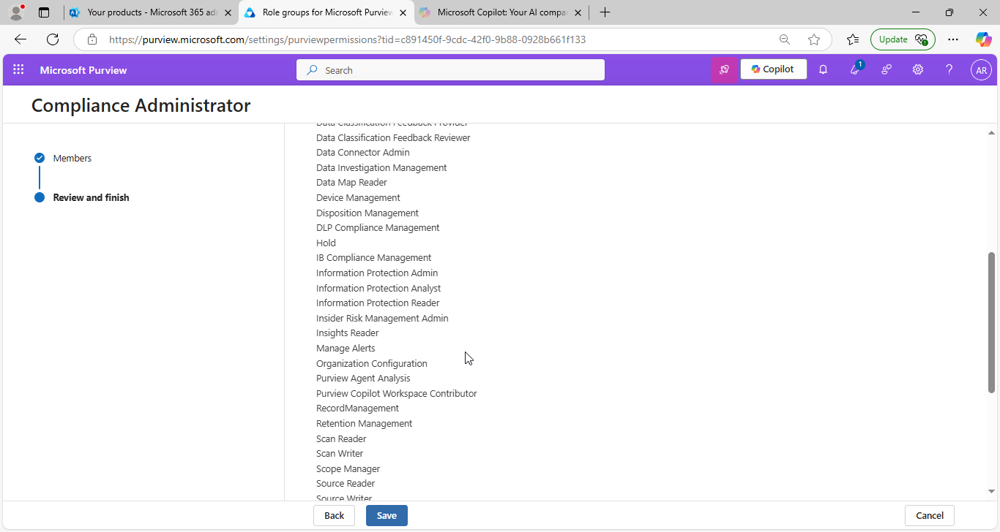 Your products - Microsoft 365 adr
Role groups for Microsoft Purview
Microsoft Copilot: Your AI compa
https://purview.microsoft.com/settings/purviewpermissions?tid=c891450f-9cdc-42f0-9b88-0928b661f133
Update
Microsoft Purview
Search
Copilot
1
AR
Compliance Administrator
Members
Review and finish
Data Classification Feedback Provider
Data Classification Feedback Reviewer
Data Connector Admin
Data Investigation Management
Data Map Reader
Device Management
Disposition Management
DLP Compliance Management
Hold
IB Compliance Management
Information Protection Admin
Information Protection Analyst
Information Protection Reader
Insider Risk Management Admin
Insights Reader
Manage Alerts
Organization Configuration
Purview Agent Analysis
Purview Copilot Workspace Contributor
RecordManagement
Retention Management
Scan Reader
Scan Writer
Scope Manager
Source Reader
Source Writer
Back
Save
Cancel